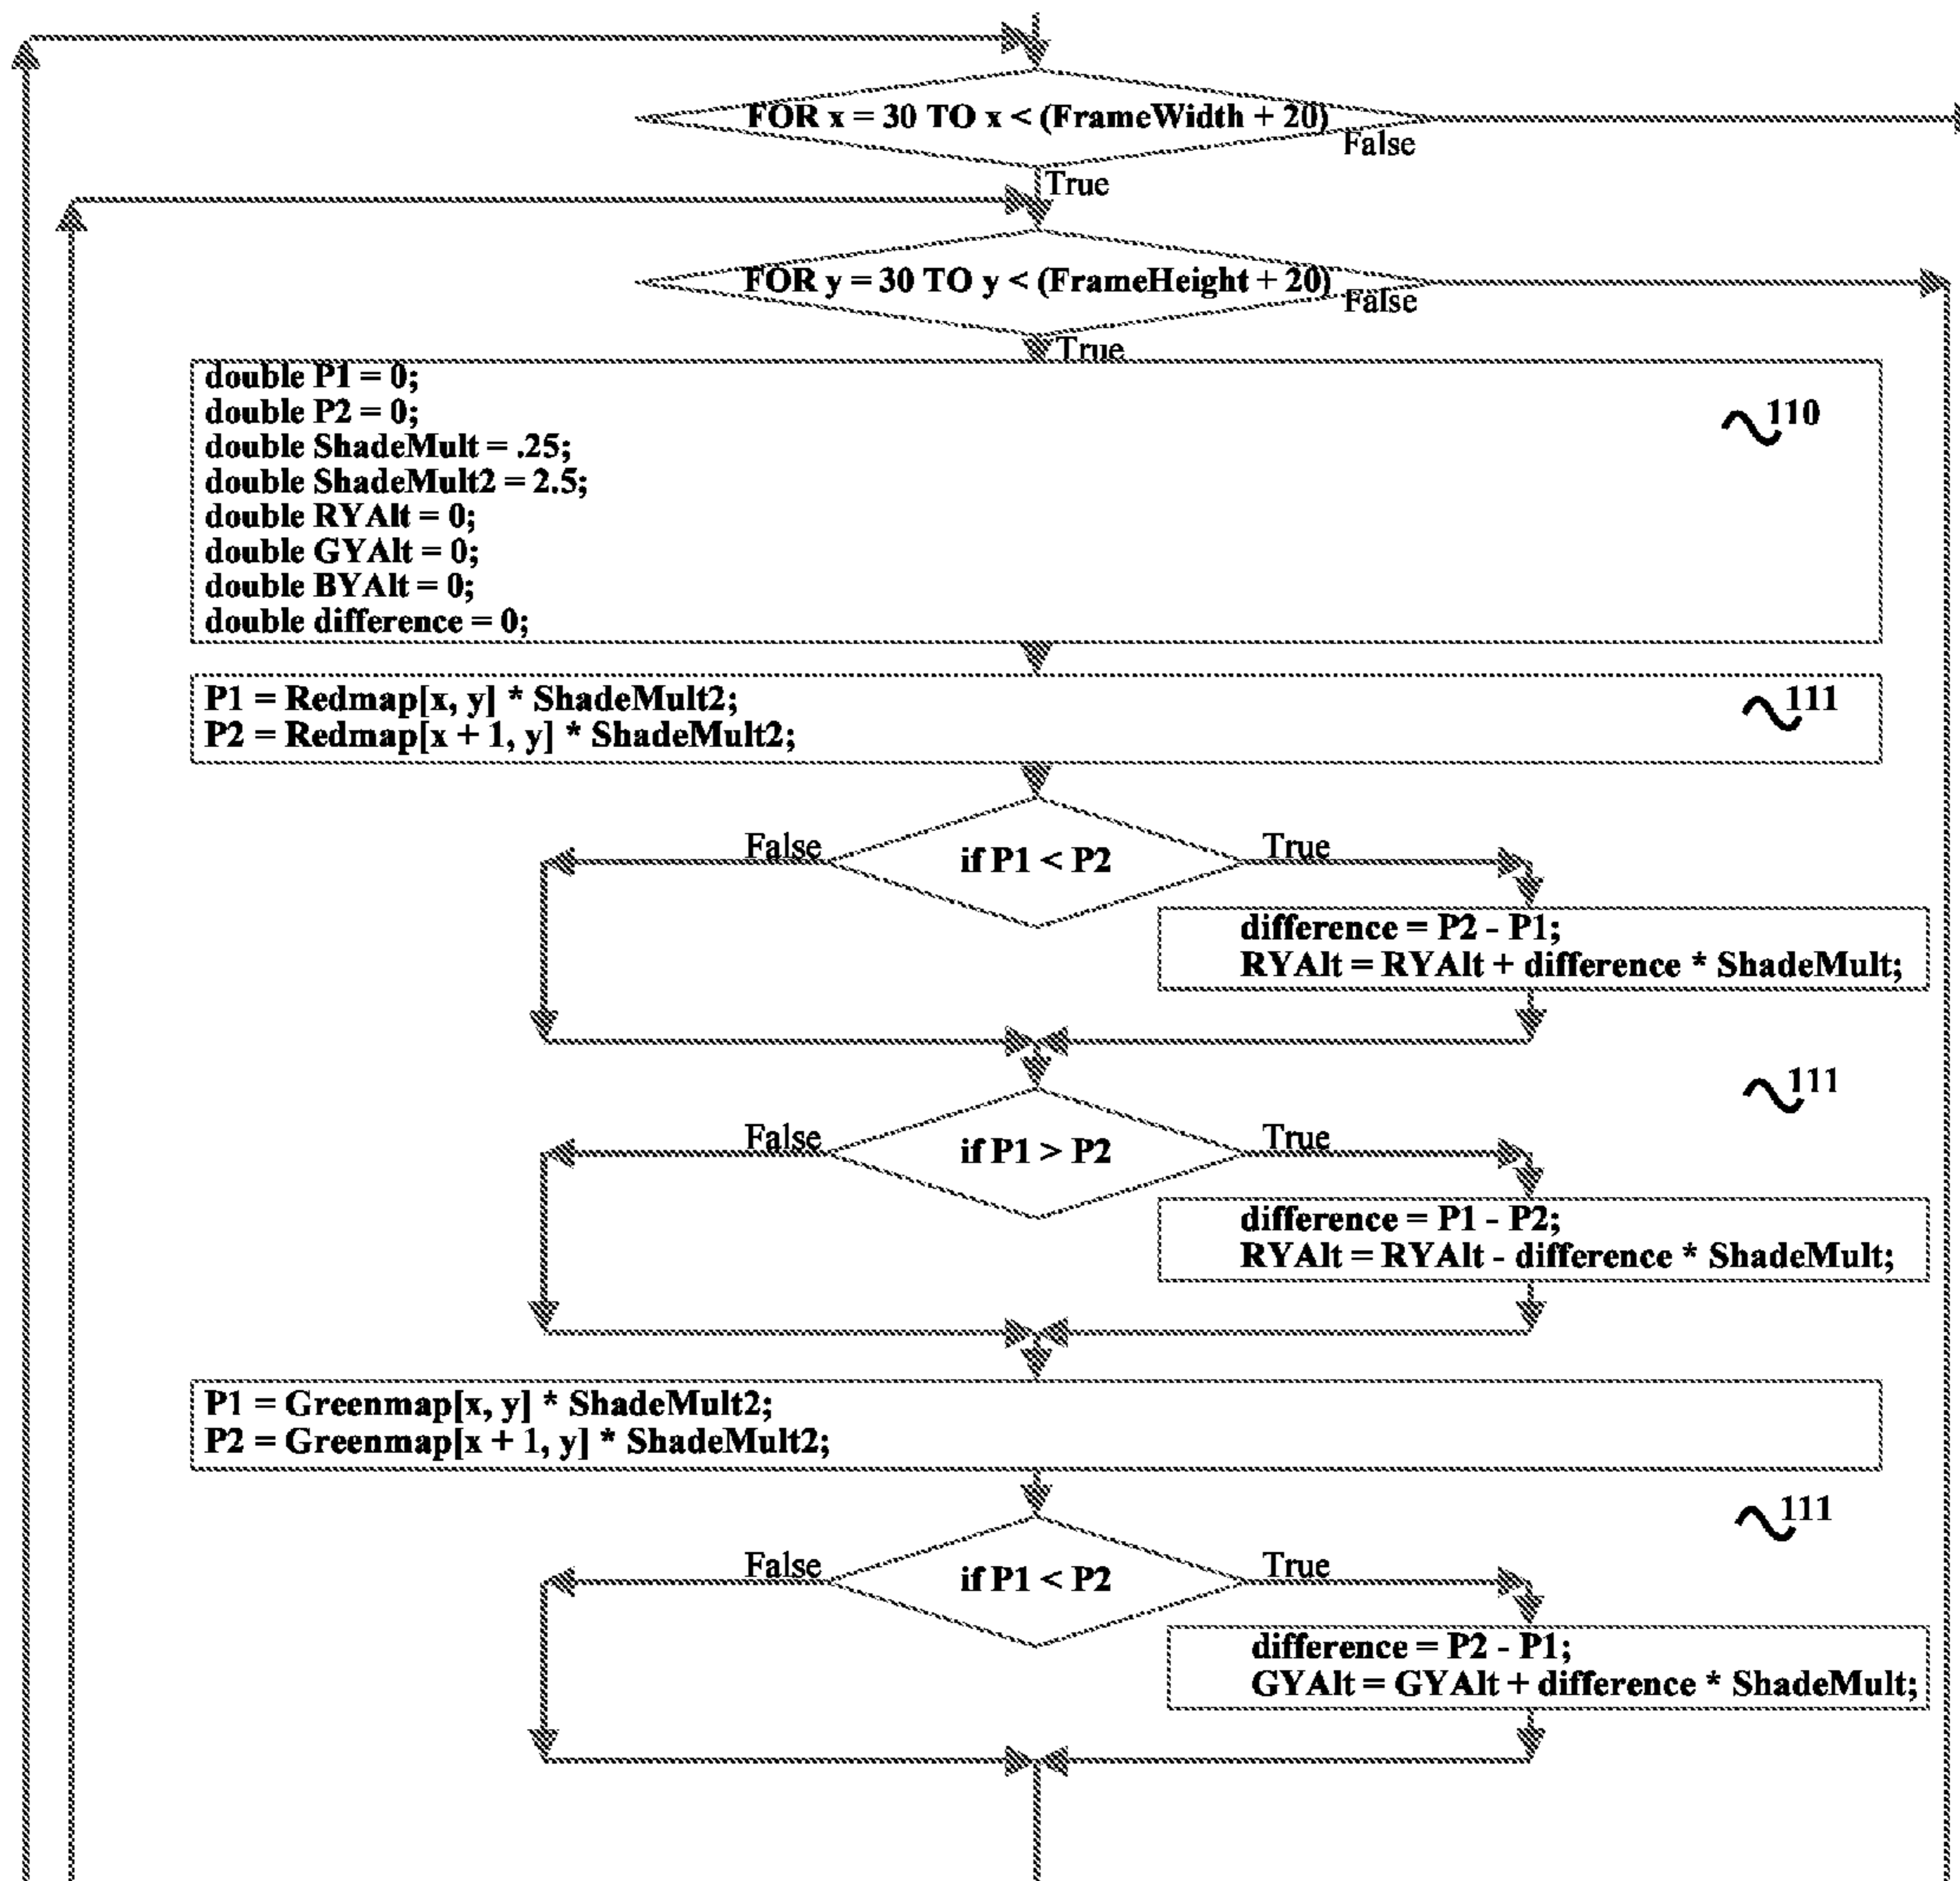 FOR x = 30 TO x < (FrameWidth + 20)
False
True
FOR y = 30 TO y < (FrameHeight + 20)
False
True
double P1 = 0;
double P2 = 0;
110
double ShadeMult = .25;
double ShadeMult2 = 2.5;
double RYAlt = 0;
double GYAlt = 0;
double BYAlt = 0;
double difference = 0;
P1 = Redmap[x, y] * ShadeMult2;
111
P2 = Redmap[x + 1, y] * ShadeMult2;
False
if P1 < P2
True
difference = P2 - P1;
RYAlt = RYAlt + difference * ShadeMult;
111
False
if P1 > P2
True
difference = P1 - P2;
RYAlt = RYAlt - difference * ShadeMult;
P1 = Greenmap[x, y] * ShadeMult2;
P2 = Greenmap[x + 1, y] * ShadeMult2;
111
False
if P1 < P2
True
difference = P2 - P1;
GYAlt = GYAlt + difference * ShadeMult;